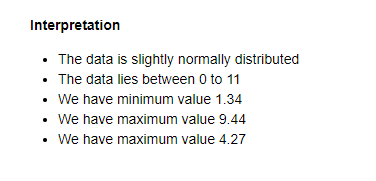 Interpretation
• The data is slightly normally distributed
• The data lies between 0 to 11
• We have minimum value 1.34
• We have maximum value 9.44
• We have maximum value 4.27